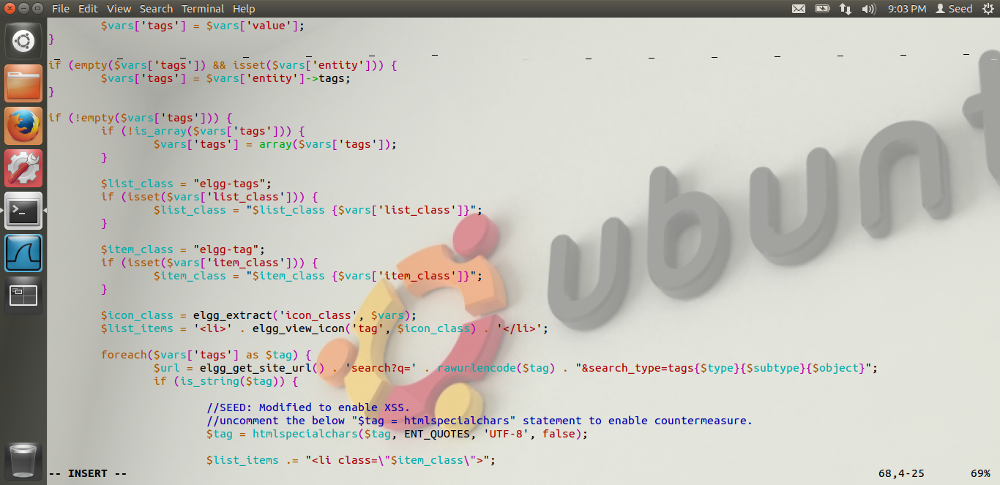 File Edit View Search Terminal Help 9:03 PM Seed
$vars['tags'] = $vars['value'];
}
if (empty($vars['tags']) && isset($vars['entity'])) {
$vars['tags'] = $vars['entity']->tags;
}
if (!empty($vars['tags'])) {
if (!is_array($vars['tags'])) {
$vars['tags'] = array($vars['tags']);
}
$list_class = "elgg-tags";
if (isset($vars['list_class'])) {
$list_class = "$list_class {$vars['list_class']}";
}
$item_class = "elgg-tag";
if (isset($vars['item_class'])) {
$item_class = "$item_class {$vars['item_class']}";
}
$icon_class = elgg_extract('icon_class', $vars);
$list_items = '<li>' . elgg_view_icon('tag', $icon_class) . '</li>';
foreach($vars['tags'] as $tag) {
$url = elgg_get_site_url() . 'search?q=' . rawurlencode($tag) . "&search_type=tags{$type}{$subtype}{$object}";
if (is_string($tag)) {
//SEED: Modified to enable XSS.
//uncomment the below "$tag = htmlspecialchars" statement to enable countermeasure.
$tag = htmlspecialchars($tag, ENT_QUOTES, 'UTF-8', false);
$list_items .= "<li class=\"$item_class\">";
-- INSERT -- 68,4-25 69%
ubunt